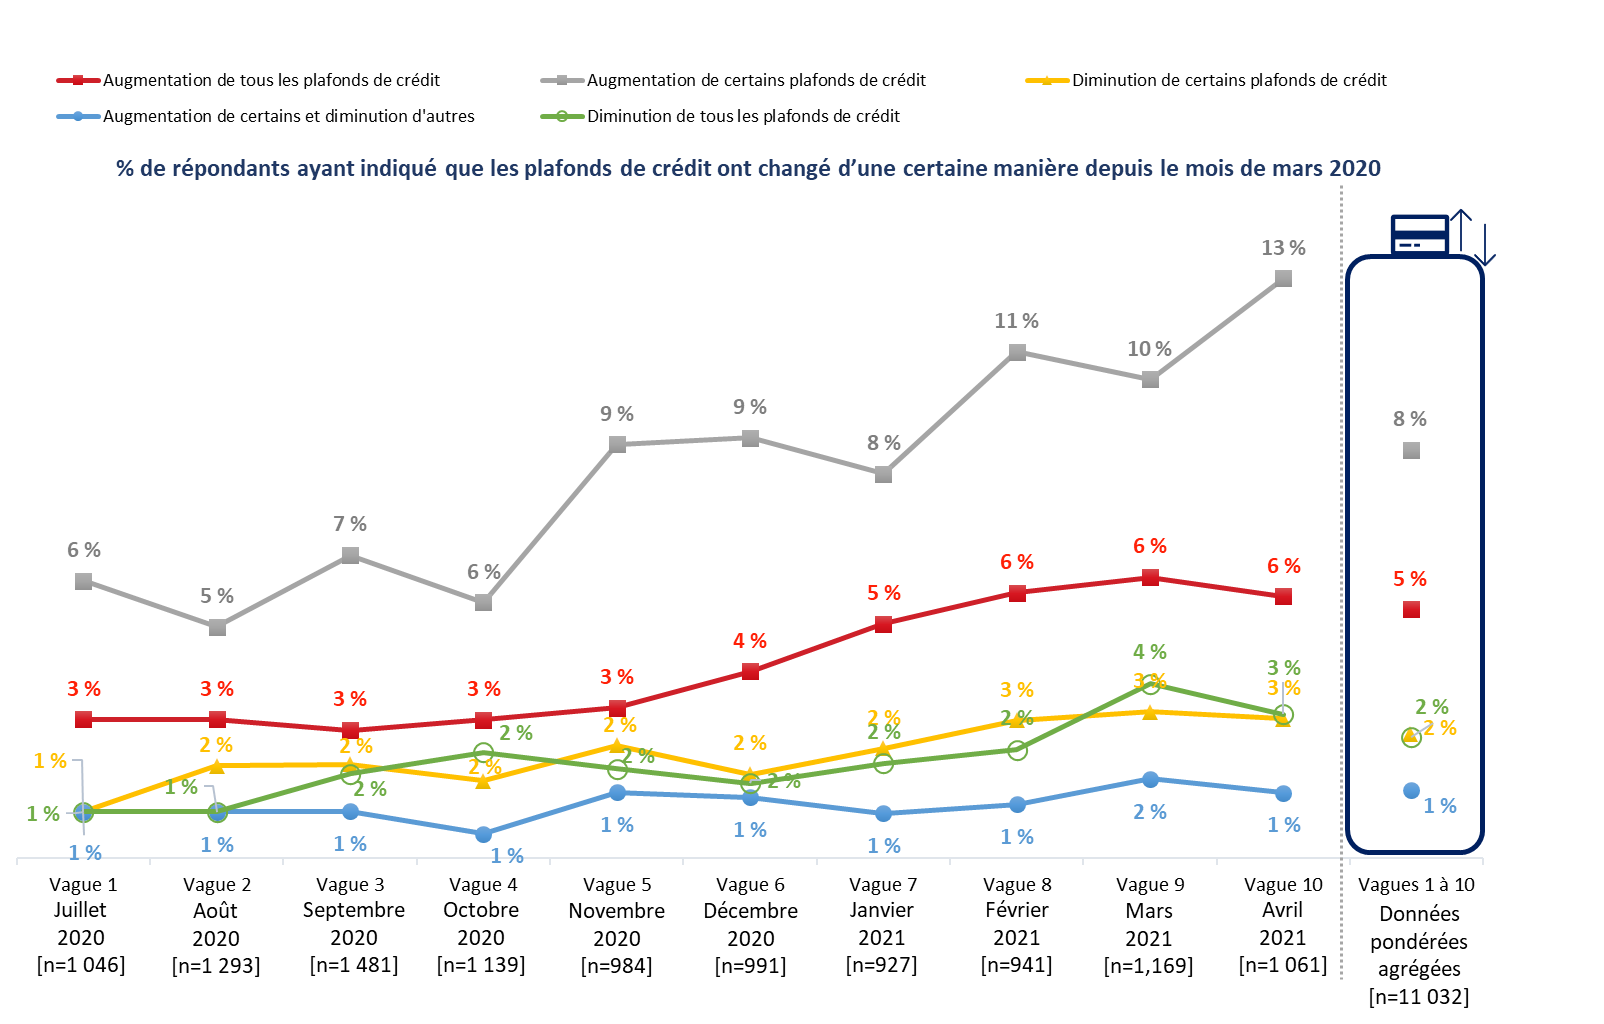 Augmentation de tous les plafonds de crédit
Augmentation de certains plafonds de crédit
Diminution de certains plafonds de crédit
Augmentation de certains et diminution d'autres
Diminution de tous les plafonds de crédit
% de répondants ayant indiqué que les plafonds de crédit ont changé d’une certaine manière depuis le mois de mars 2020
6 %
5 %
7 %
6 %
9 %
9 %
8 %
11 %
10 %
13 %
8 %
3 %
3 %
3 %
3 %
3 %
4 %
5 %
6 %
6 %
6 %
5 %
1 %
2 %
2 %
2 %
2 %
2 %
2 %
3 %
3 %
3 %
2 %
1 %
1 %
2 %
2 %
2 %
2 %
2 %
2 %
4 %
3 %
2 %
1 %
1 %
1 %
1 %
1 %
1 %
1 %
1 %
2 %
1 %
1 %
Vague 1
Juillet
2020
[n=1 046]
Vague 2
Août
2020
[n=1 293]
Vague 3
Septembre
2020
[n=1 481]
Vague 4
Octobre
2020
[n=1 139]
Vague 5
Novembre
2020
[n=984]
Vague 6
Décembre
2020
[n=991]
Vague 7
Janvier
2021
[n=927]
Vague 8
Février
2021
[n=941]
Vague 9
Mars
2021
[n=1,169]
Vague 10
Avril
2021
[n=1 061]
Vagues 1 à 10
Données
pondérées
agrégées
[n=11 032]